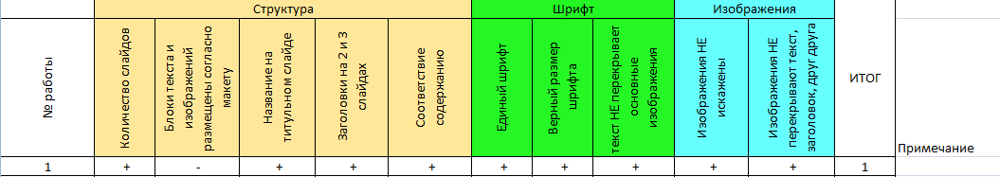 Структура
Шрифт
Изображения
№ работы
Количество слайдов
Блоки текста и
изображений
размещены согласно
макету
Название на
титульном слайде
Заголовки на 2 и 3
слайдах
Соответствие
содержанию
Единый шрифт
Верный размер
шрифта
текст НЕ перекрывает
основные
изображения
Изображения НЕ
искажены
Изображения НЕ
перекрывают текст,
заголовок, друг друга
ИТОГ
Примечание
1 + - + + + + + + + + 1